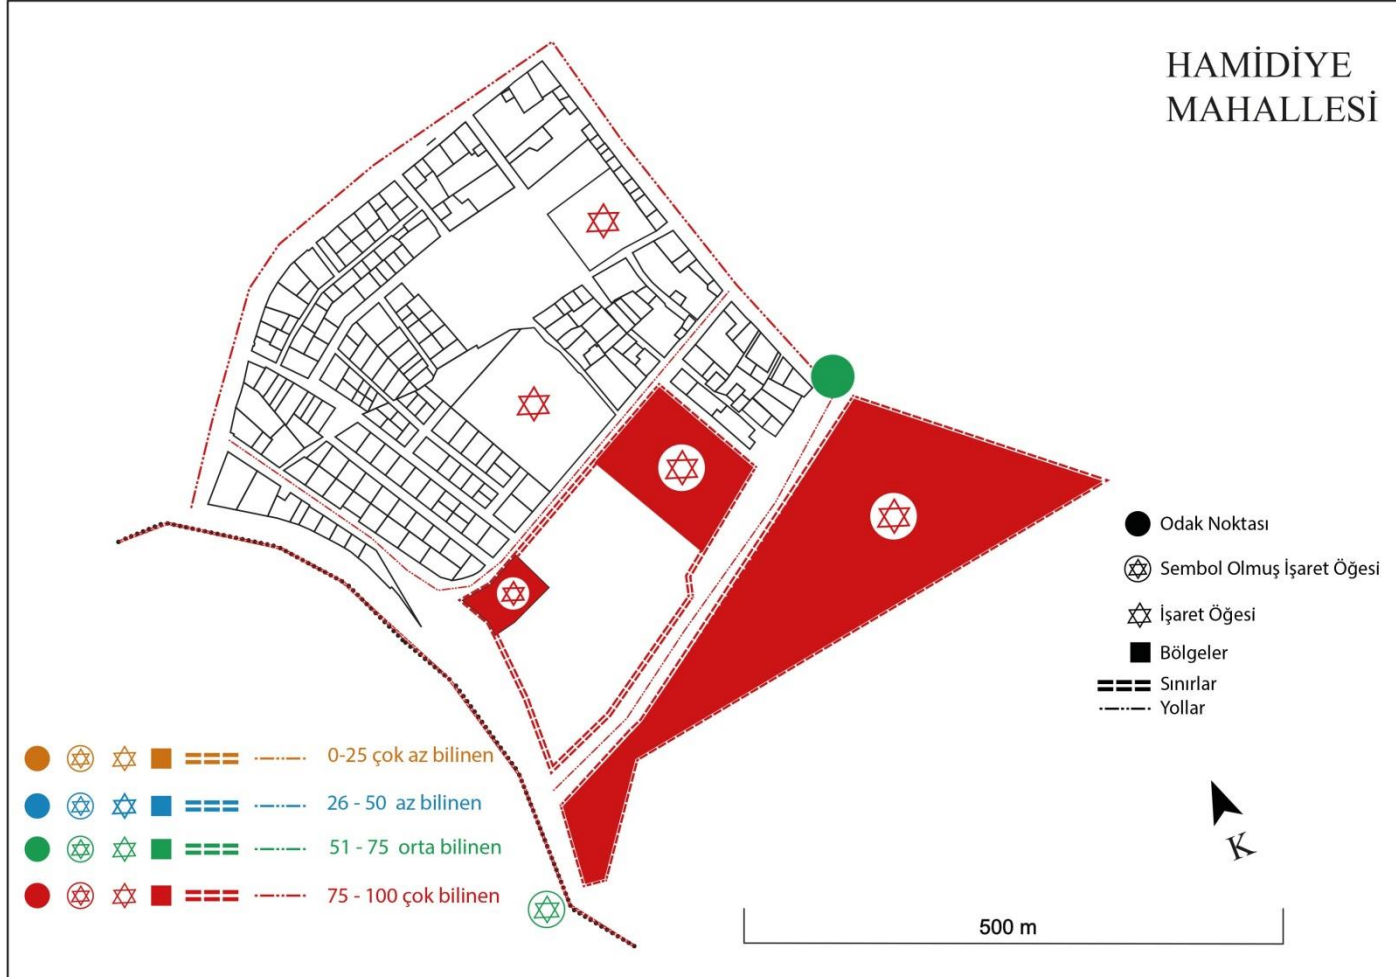 HAMİDİYE
MAHALLESİ
Odak Noktası
Sembol Olmuş İşaret Öğesi
İşaret Öğesi
Bölgeler
Sınırlar
Yollar
0-25 çok az bilinen
26 - 50 az bilinen
51 - 75 orta bilinen
75 - 100 çok bilinen
K
500 m